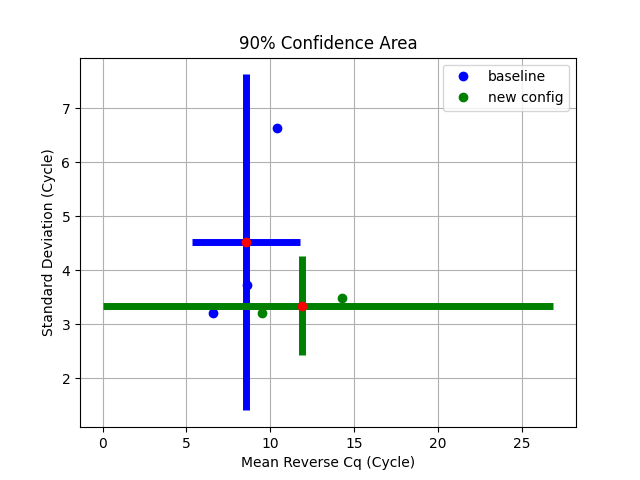 90% Confidence Area
baseline
new config
Standard Deviation (Cycle)
7
6
5
4
3
2
0 5 10 15 20 25
Mean Reverse Cq (Cycle)